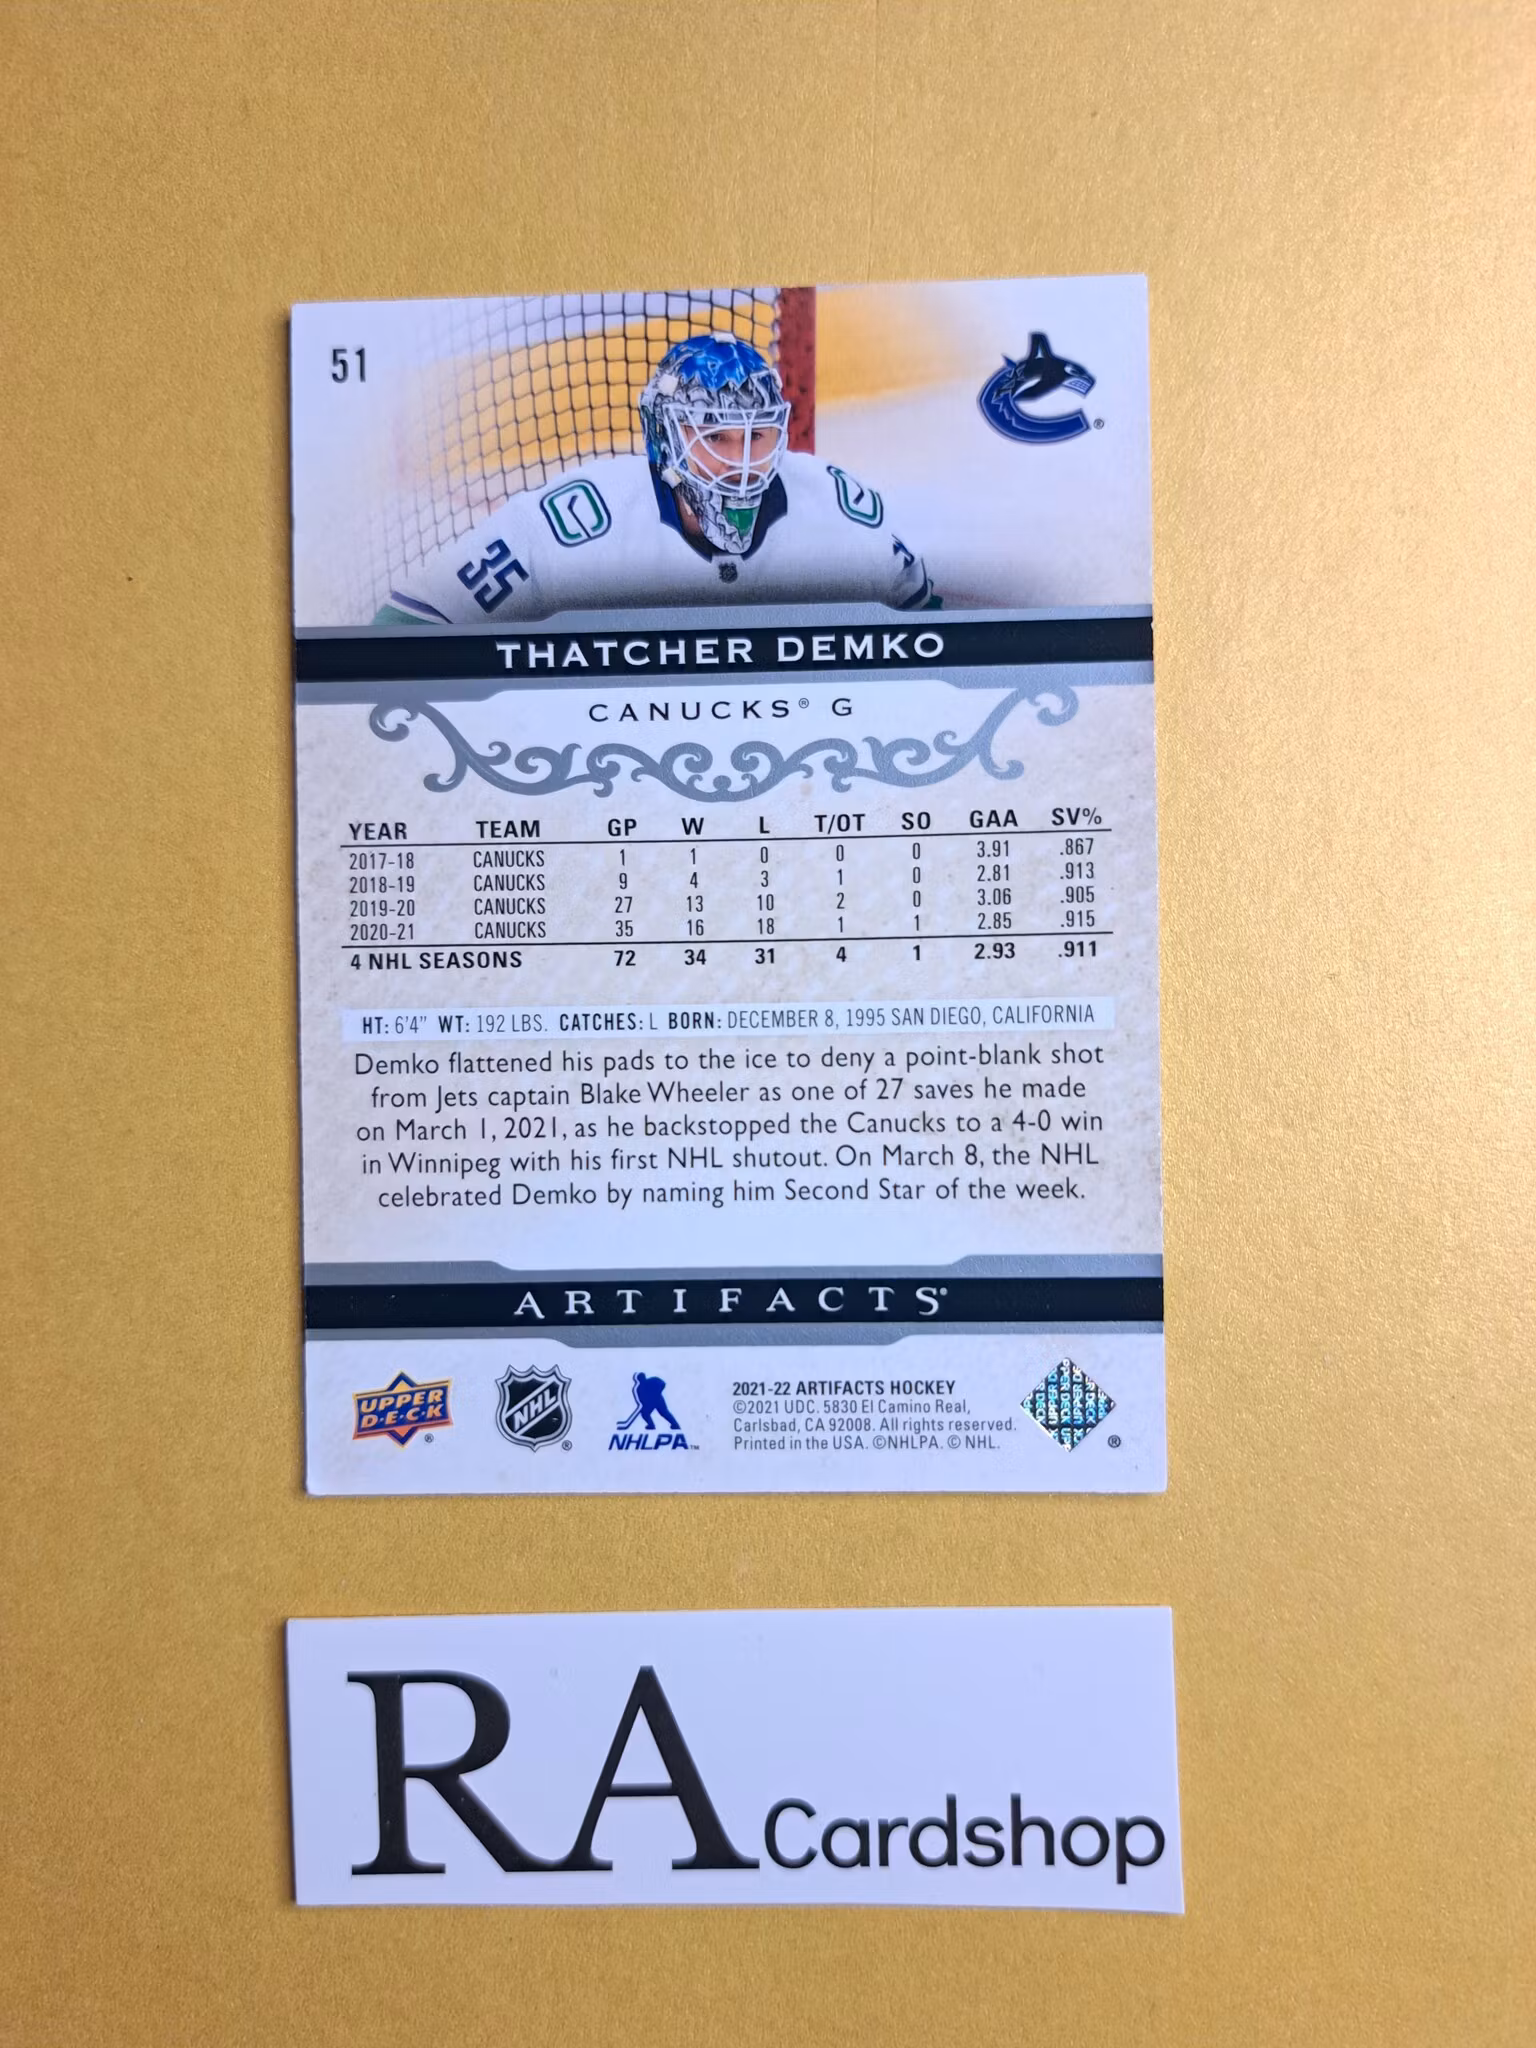 51
35
THATCHER DEMKO
CANUCKS® G
YEAR TEAM GP W L T/OT SO GAA SV%
2017-18 CANUCKS 1 1 0 0 0 3.91 .867
2018-19 CANUCKS 9 4 3 1 0 2.81 .913
2019-20 CANUCKS 27 13 10 2 0 3.06 .905
2020-21 CANUCKS 35 16 18 1 1 2.85 .915
4 NHL SEASONS 72 34 31 4 1 2.93 .911
HT: 6'4" WT: 192 LBS. CATCHES: L BORN: DECEMBER 8, 1995 SAN DIEGO, CALIFORNIA
Demko flattened his pads to the ice to deny a point-blank shot
from Jets captain Blake Wheeler as one of 27 saves he made
on March 1, 2021, as he backstopped the Canucks to a 4-0 win
in Winnipeg with his first NHL shutout. On March 8, the NHL
celebrated Demko by naming him Second Star of the week.
ARTIFACTS®
UPPER
D·E·C·K
NHL
NHLPA™
2021-22 ARTIFACTS HOCKEY
©2021 UDC. 5830 El Camino Real,
Carlsbad, CA 92008. All rights reserved.
Printed in the USA. ©NHLPA. © NHL.
RA Cardshop